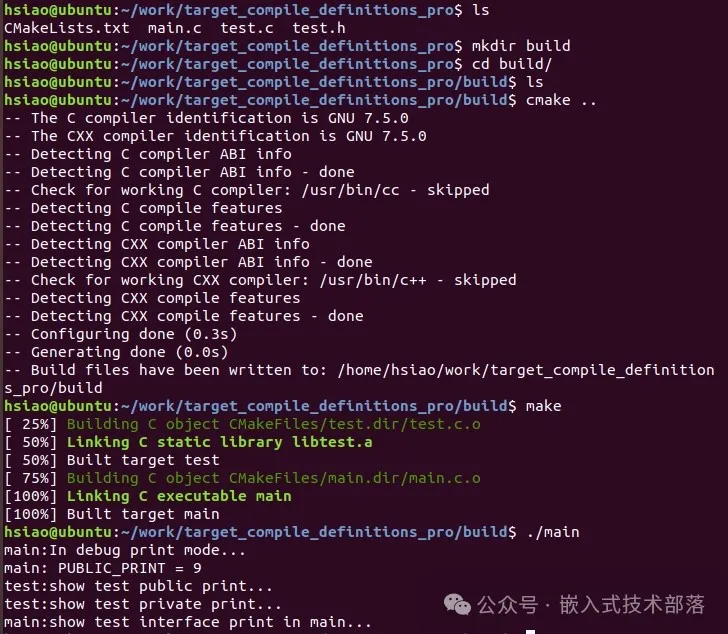 hsiao@ubuntu:~/work/target_compile_definitions_pro$ ls
CMakeLists.txt  main.c  test.c  test.h
hsiao@ubuntu:~/work/target_compile_definitions_pro$ mkdir build
hsiao@ubuntu:~/work/target_compile_definitions_pro$ cd build/
hsiao@ubuntu:~/work/target_compile_definitions_pro/build$ ls
hsiao@ubuntu:~/work/target_compile_definitions_pro/build$ cmake ..
-- The C compiler identification is GNU 7.5.0
-- The CXX compiler identification is GNU 7.5.0
-- Detecting C compiler ABI info
-- Detecting C compiler ABI info - done
-- Check for working C compiler: /usr/bin/cc - skipped
-- Detecting C compile features
-- Detecting C compile features - done
-- Detecting CXX compiler ABI info
-- Detecting CXX compiler ABI info - done
-- Check for working CXX compiler: /usr/bin/c++ - skipped
-- Detecting CXX compile features
-- Detecting CXX compile features - done
-- Configuring done (0.3s)
-- Generating done (0.0s)
-- Build files have been written to: /home/hsiao/work/target_compile_definition
s_pro/build
hsiao@ubuntu:~/work/target_compile_definitions_pro/build$ make
[ 25%] Building C object CMakeFiles/test.dir/test.c.o
[ 50%] Linking C static library libtest.a
[ 50%] Built target test
[ 75%] Building C object CMakeFiles/main.dir/main.c.o
[100%] Linking C executable main
[100%] Built target main
hsiao@ubuntu:~/work/target_compile_definitions_pro/build$ ./main
main:In debug print mode...
main: PUBLIC_PRINT = 9
test:show test public print...
test:show test private print...
main:show test interface print in main...
公众号 · 嵌入式技术部落